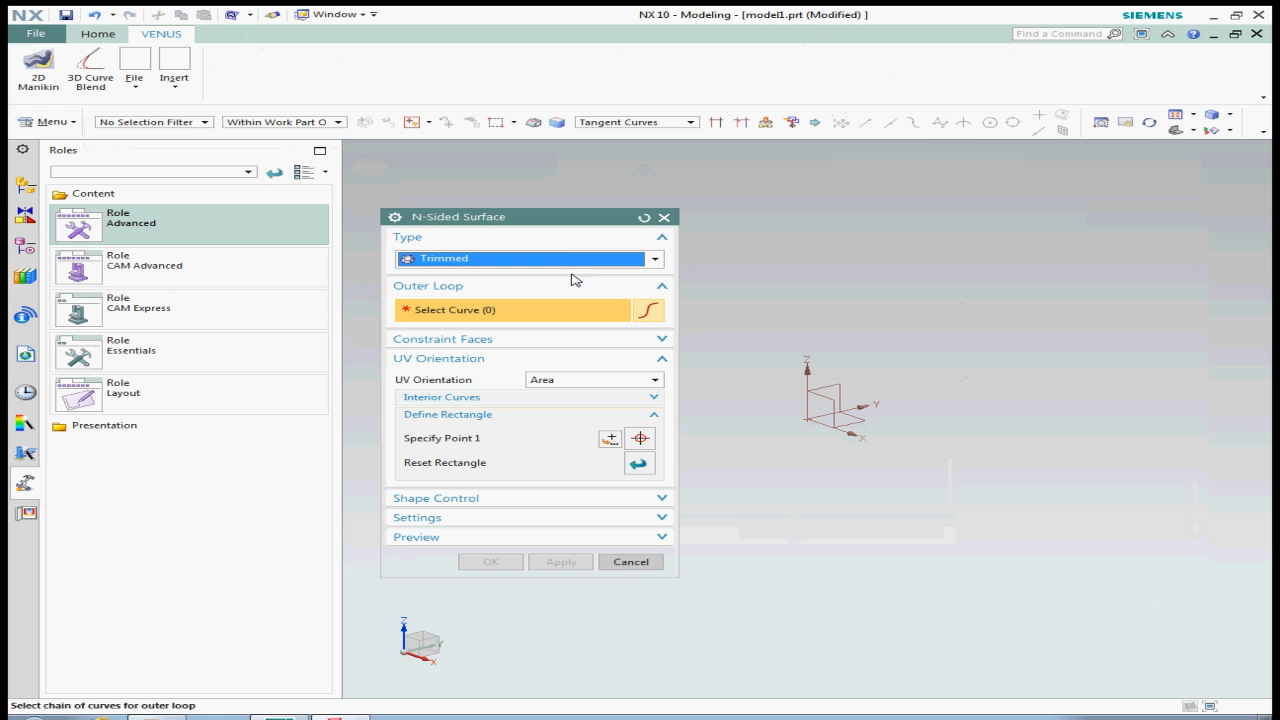 NX Window NX 10 - Modeling - [model1.prt (Modified) ] SIEMENS
File Home VENUS Find a Command
2D Manikin
3D Curve Blend
File
Insert
Menu No Selection Filter Within Work Part O Tangent Curves
Roles
Content
Role
Advanced
Role
CAM Advanced
Role
CAM Express
Role
Essentials
Role
Layout
Presentation
N-Sided Surface
Type
Trimmed
Outer Loop
* Select Curve (0)
Constraint Faces
UV Orientation
UV Orientation Area
Interior Curves
Define Rectangle
Specify Point 1
Reset Rectangle
Shape Control
Settings
Preview
OK Apply Cancel
Z
Y
X
Z
Y
X
Select chain of curves for outer loop